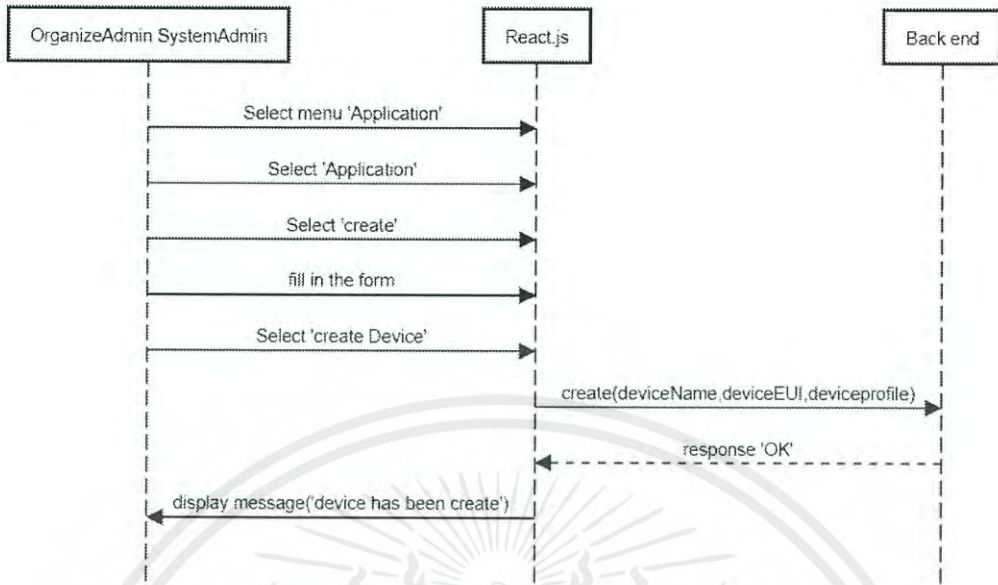 OrganizeAdmin SystemAdmin
React.js
Back end
Select menu 'Application'
Select 'Application'
Select 'create'
fill in the form
Select 'create Device'
create(deviceName,deviceEUI,deviceprofile)
response 'OK'
display message('device has been create')